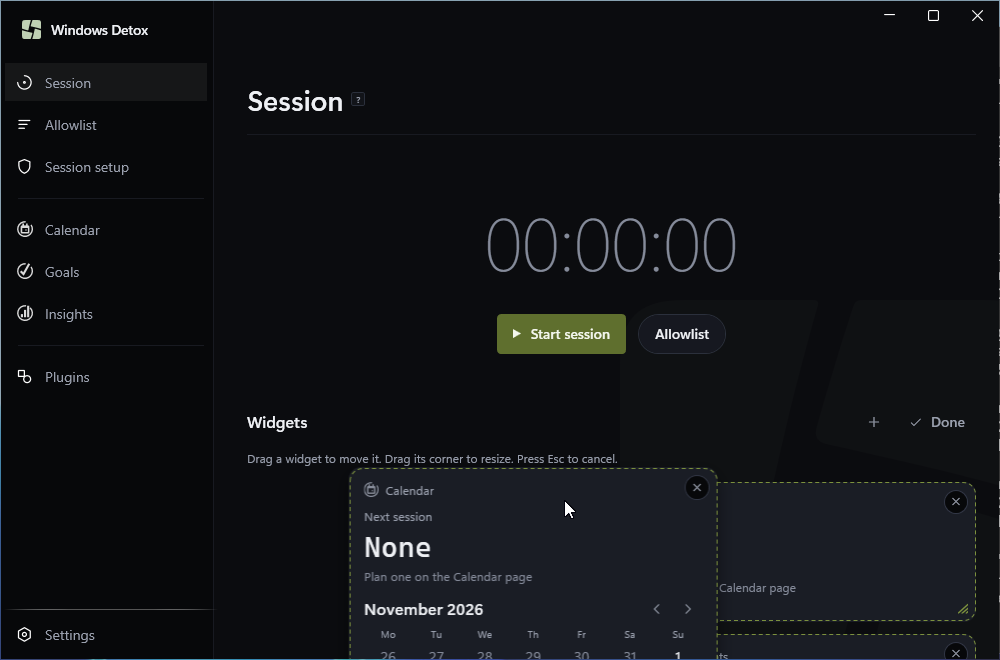 Windows Detox
Session
Allowlist
Session setup
Calendar
Goals
Insights
Plugins
Settings
Session ?
00:00:00
Start session
Allowlist
Widgets
Done
Drag a widget to move it. Drag its corner to resize. Press Esc to cancel.
Calendar
Next session
None
Plan one on the Calendar page
November 2026
Mo Tu We Th Fr Sa Su
26 27 28 29 30 31 1
Calendar page
ts